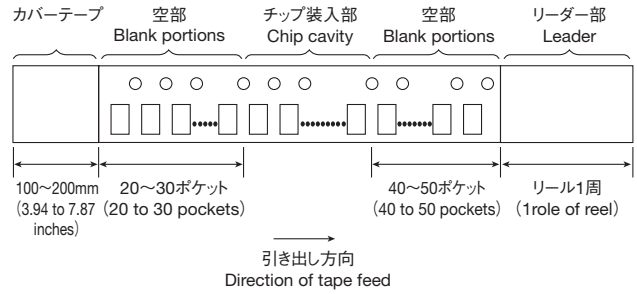 カバーテープ
空部
Blank portions
チップ装入部
Chip cavity
空部
Blank portions
リーダー部
Leader
100～200mm
(3.94 to 7.87
inches)
20～30ポケット
(20 to 30 pockets)
40～50ポケット
(40 to 50 pockets)
リール1周
(1role of reel)
引き出し方向
Direction of tape feed